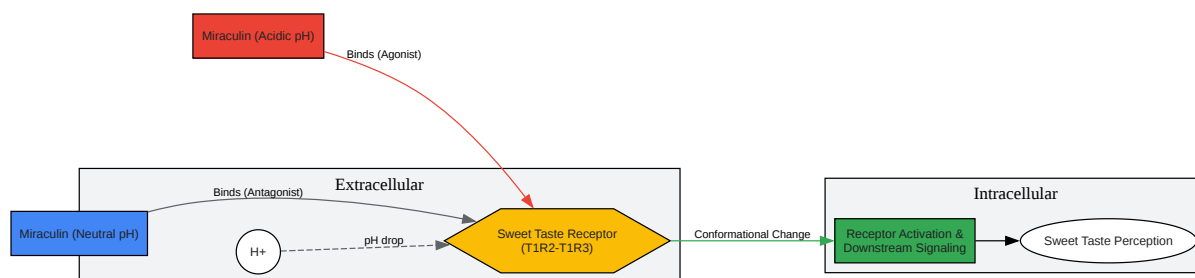 Miraculin (Acidic pH)
Binds (Agonist)
Extracellular
Intracellular
Binds (Antagonist)
Miraculin (Neutral pH)
H+
pH drop
Sweet Taste Receptor
(T1R2-T1R3)
Conformational Change
Receptor Activation &
Downstream Signaling
Sweet Taste Perception